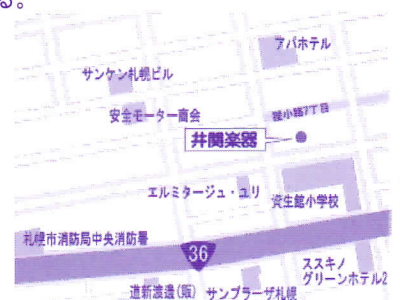 る。
アパホテル
サンケン札幌ビル
安全モーター商会
狸小路7丁目
井関楽器
エルミタージュ・ユリ
資生館小学校
札幌市消防局中央消防署
36
ススキノ
グリーンホテル2
道新渡邊(販)
サンプラーザ札幌